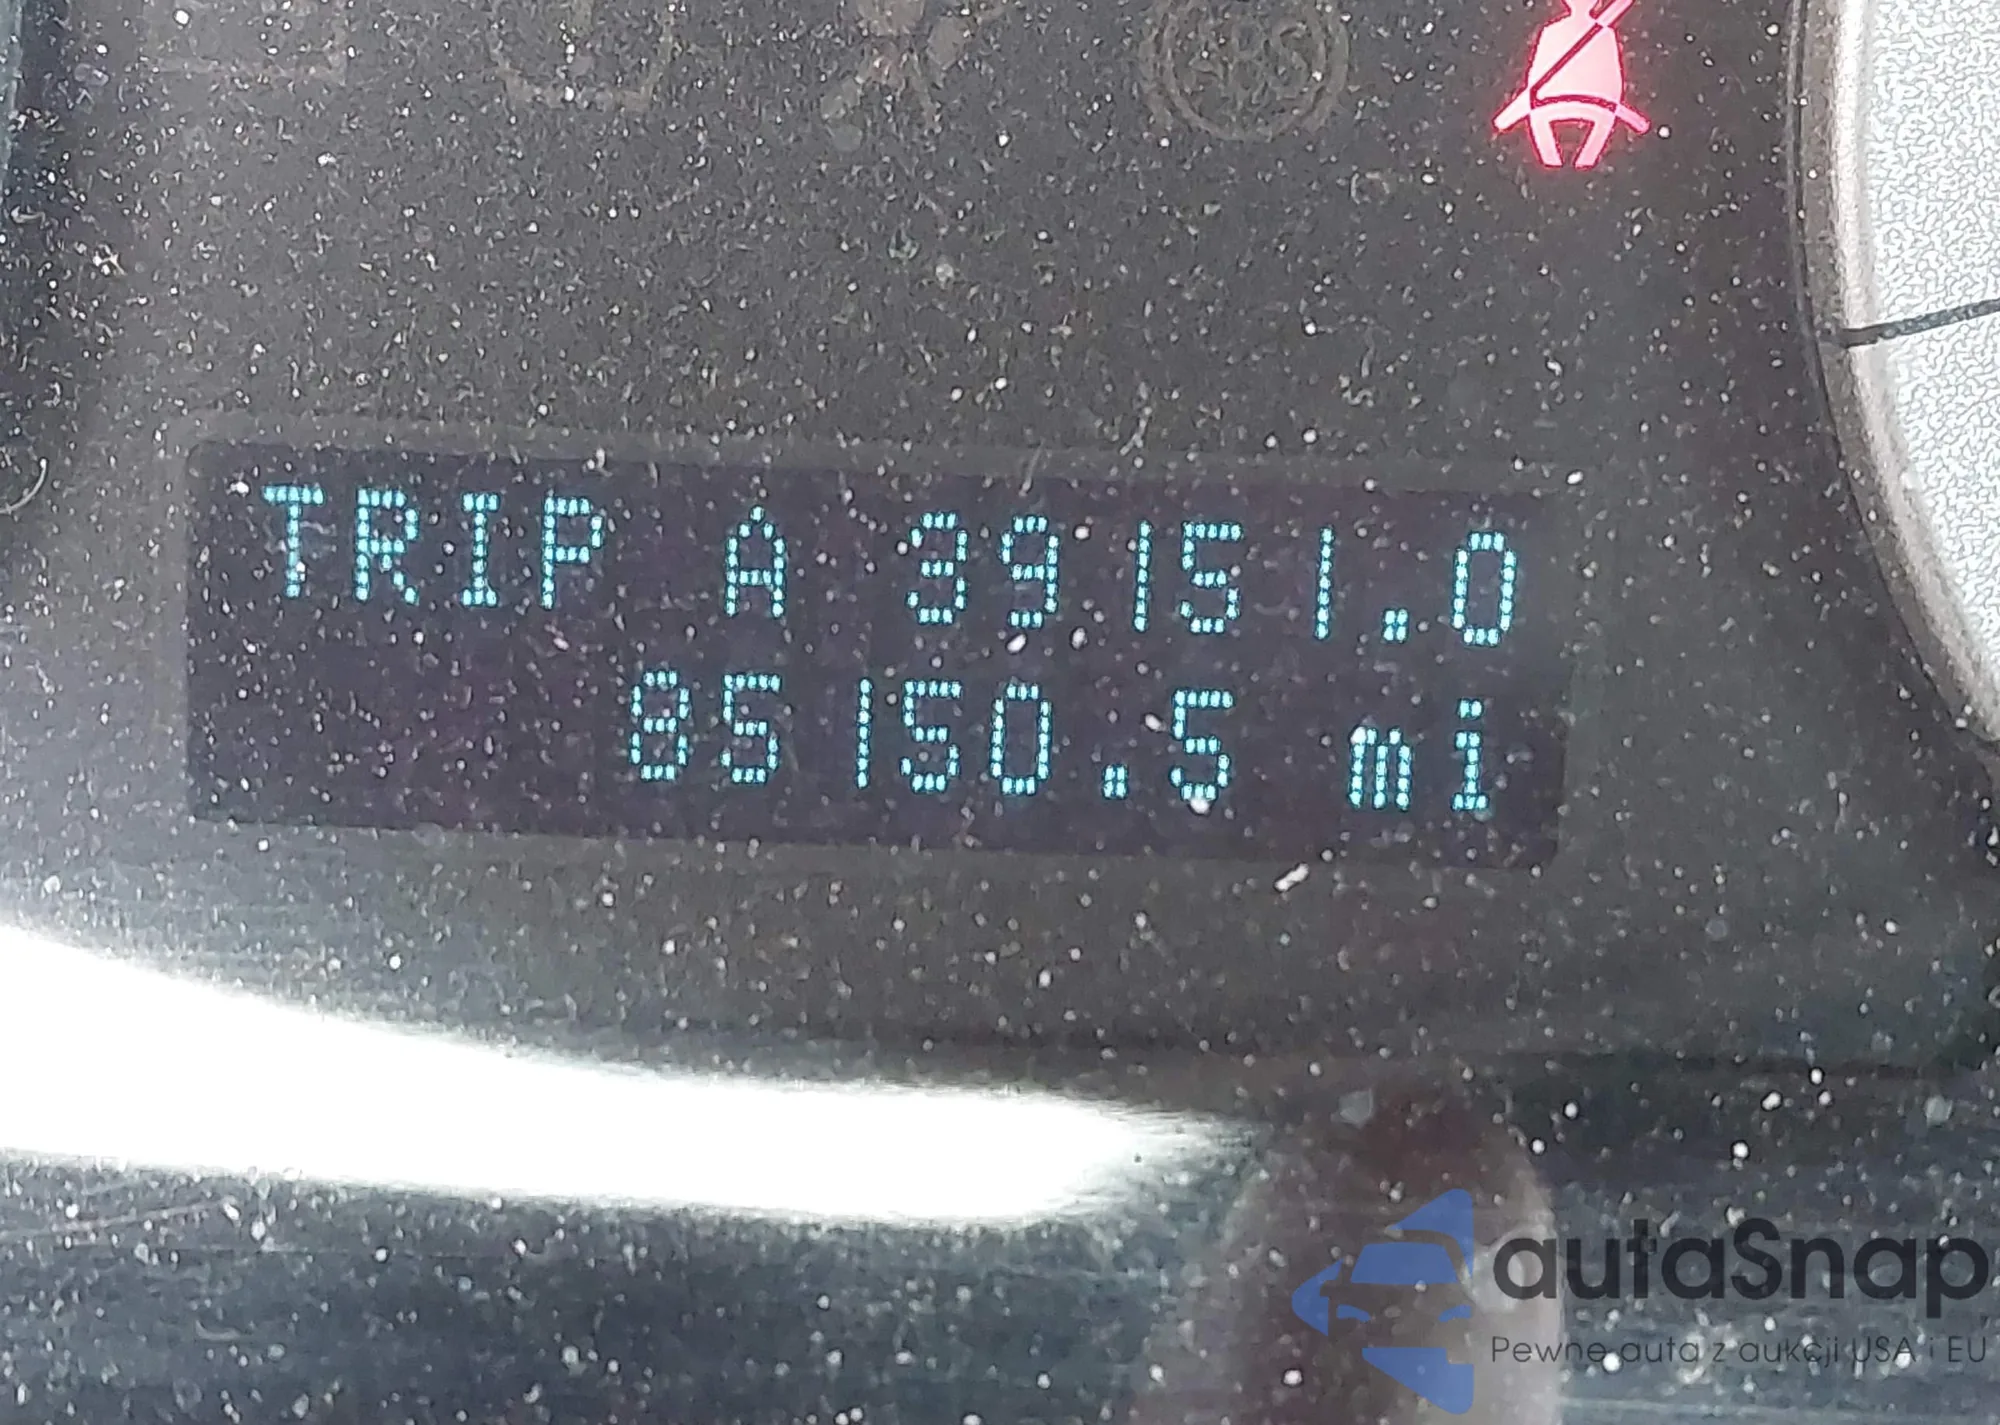 TRIP A 39151.0
85150.5 mi
autaSnap
Pewne auta z aukcji USA i EU